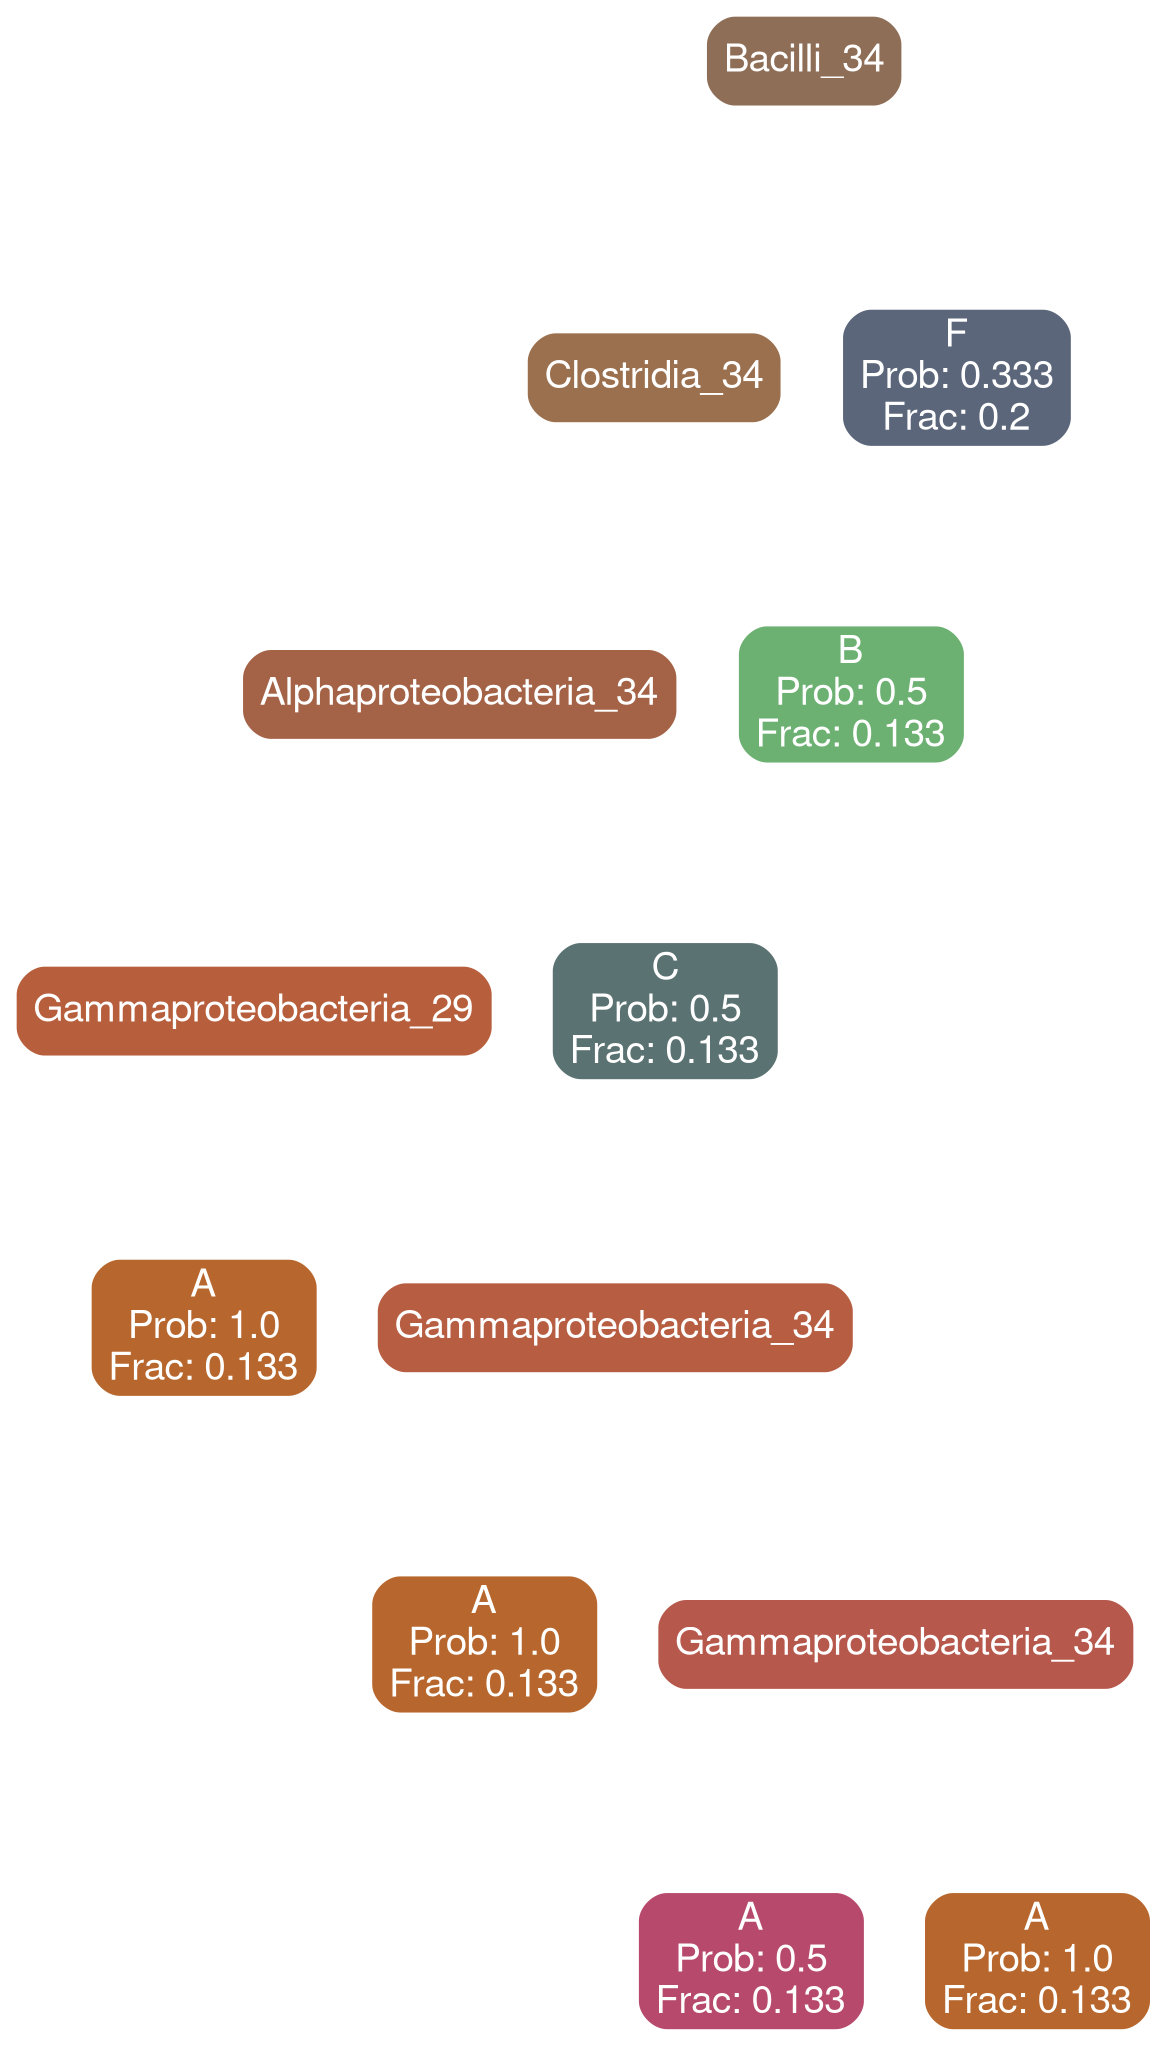 Bacilli_34
Clostridia_34
F
Prob: 0.333
Frac: 0.2
Alphaproteobacteria_34
B
Prob: 0.5
Frac: 0.133
Gammaproteobacteria_29
C
Prob: 0.5
Frac: 0.133
A
Prob: 1.0
Frac: 0.133
Gammaproteobacteria_34
A
Prob: 1.0
Frac: 0.133
Gammaproteobacteria_34
A
Prob: 0.5
Frac: 0.133
A
Prob: 1.0
Frac: 0.133